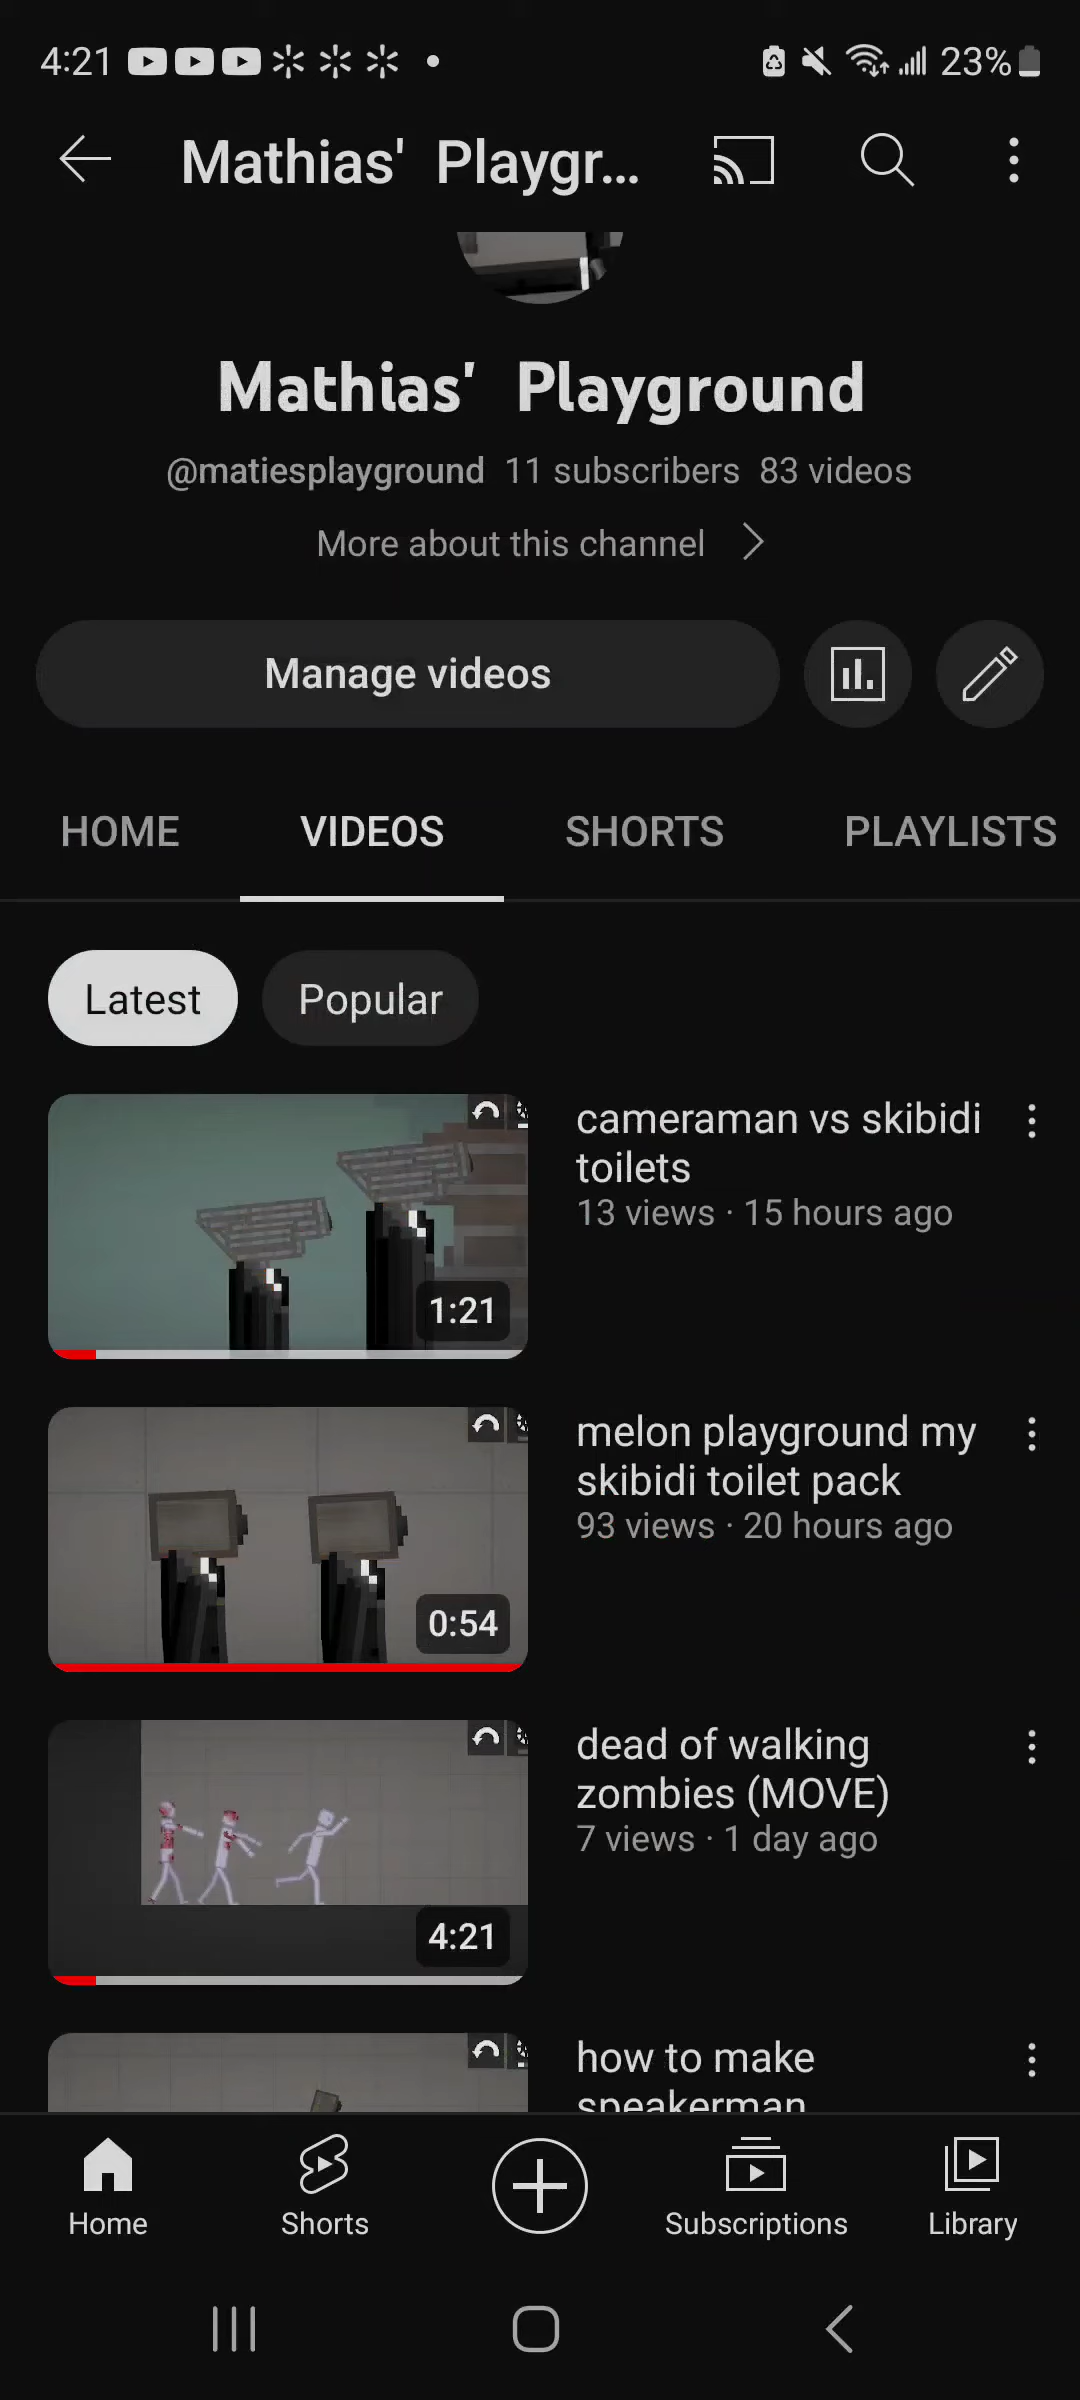 4:21
23%
Mathias' Playgr...
Mathias' Playground
@matiesplayground 11 subscribers 83 videos
More about this channel
Manage videos
HOME VIDEOS SHORTS PLAYLISTS
Latest Popular
1:21
cameraman vs skibidi
toilets
13 views · 15 hours ago
0:54
melon playground my
skibidi toilet pack
93 views · 20 hours ago
4:21
dead of walking
zombies (MOVE)
7 views · 1 day ago
how to make
speakerman
Home Shorts Subscriptions Library